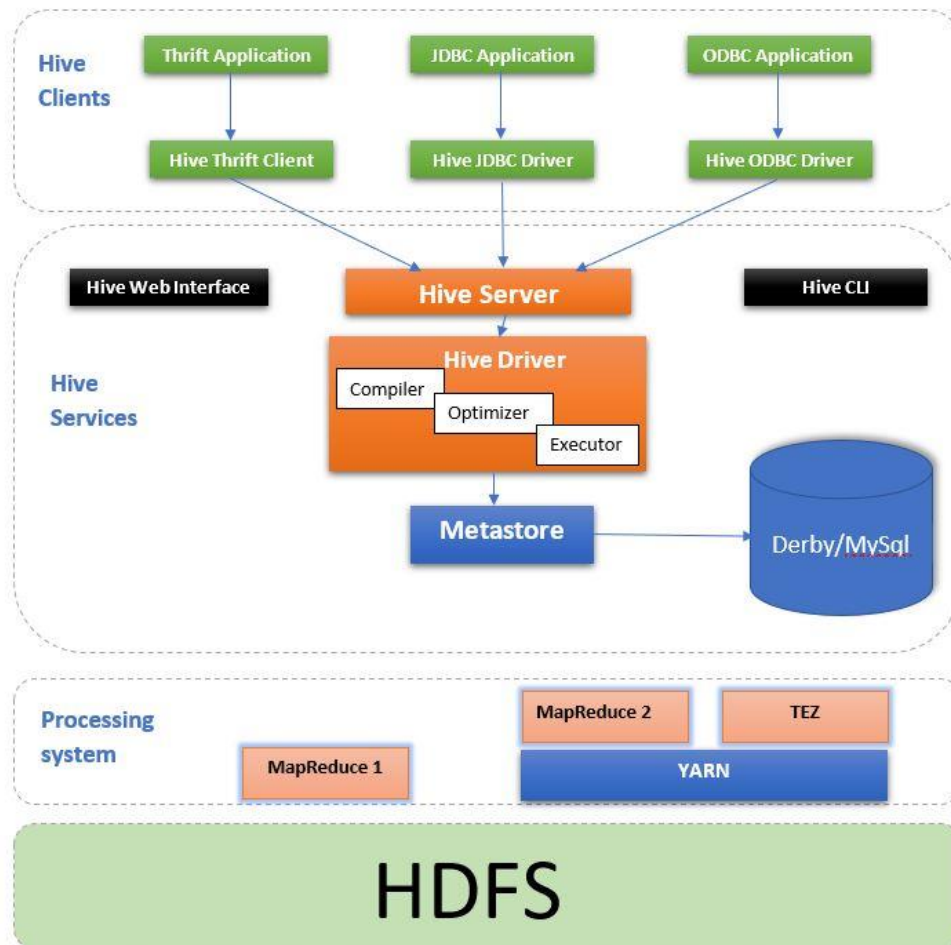 Hive
Clients
Thrift Application
JDBC Application
ODBC Application
Hive Thrift Client
Hive JDBC Driver
Hive ODBC Driver
Hive Web Interface
Hive Server
Hive CLI
Hive
Services
Hive Driver
Compiler
Optimizer
Executor
Metastore
Derby/MySql
Processing
system
MapReduce 2
TEZ
MapReduce 1
YARN
HDFS